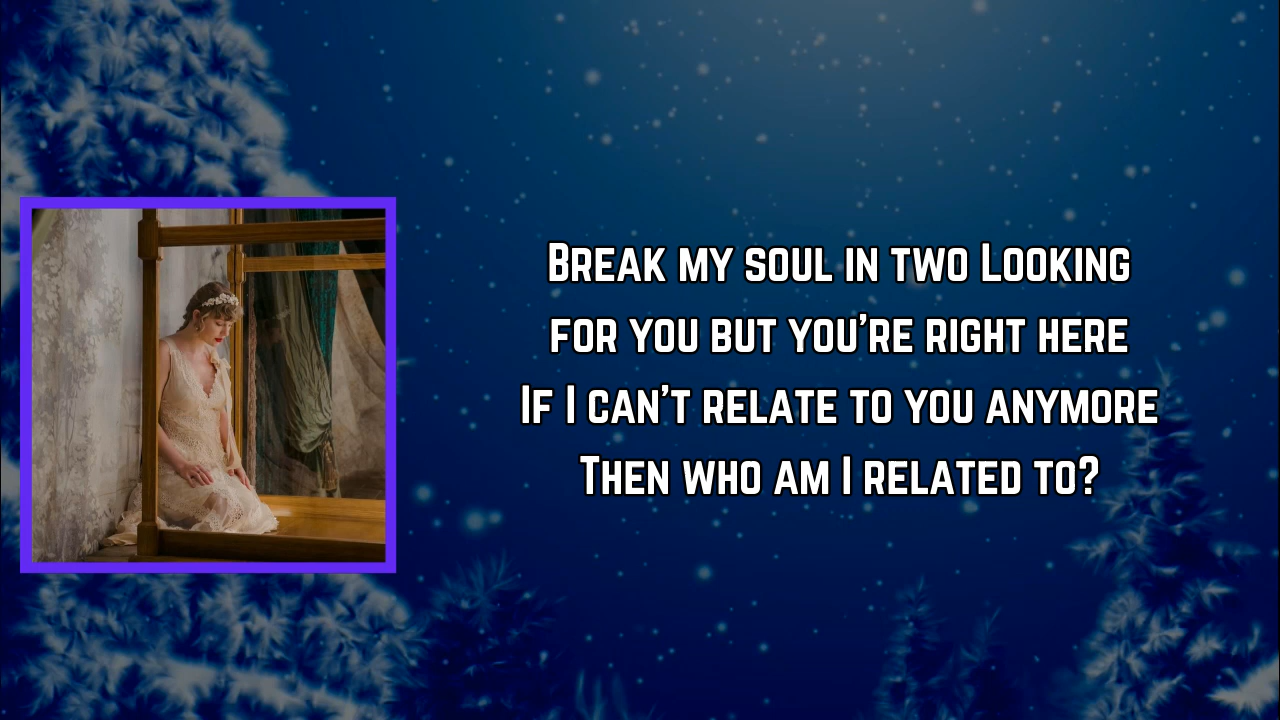 Break my soul in two Looking
for you but you're right here
If I can't relate to you anymore
Then who am I related to?